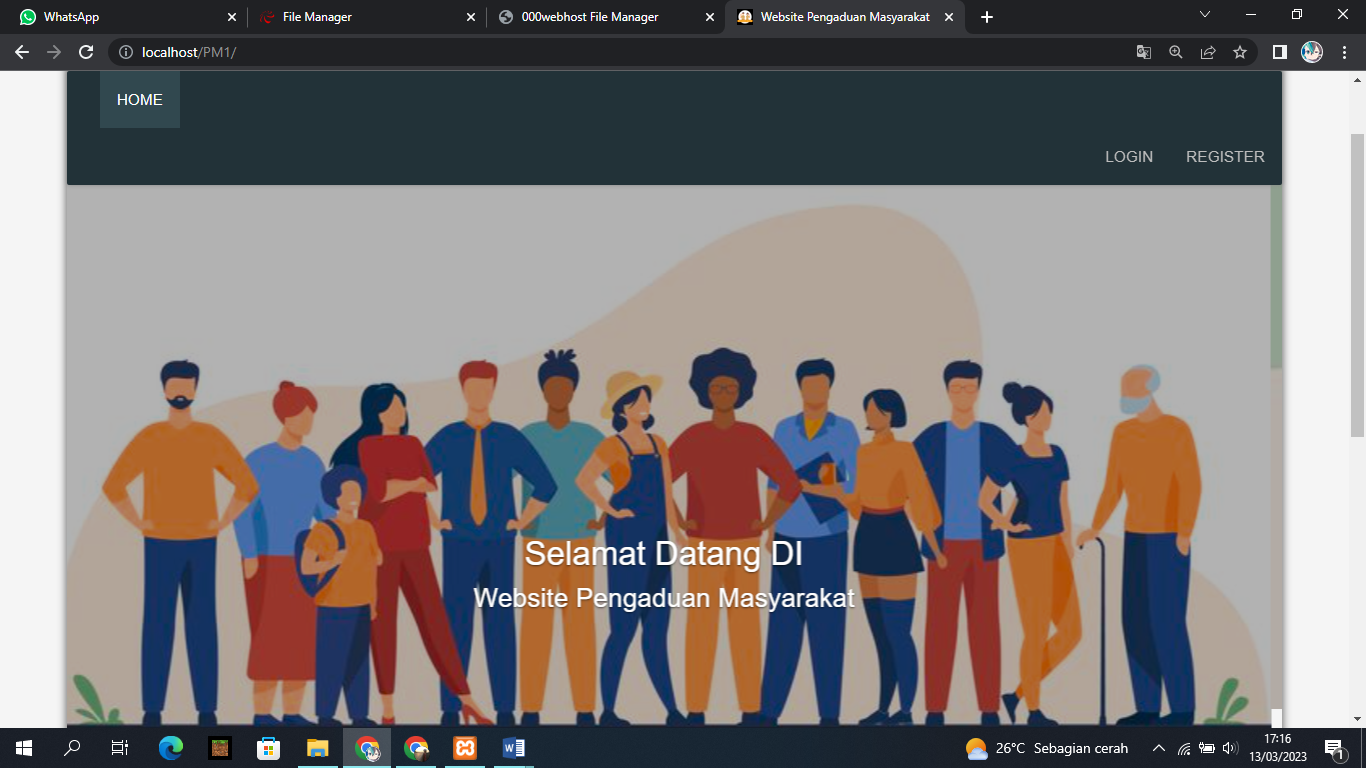 WhatsApp
File Manager
000webhost File Manager
Website Pengaduan Masyarakat
localhost/PM1/
HOME
LOGIN
REGISTER
Selamat Datang DI
Website Pengaduan Masyarakat
26°C Sebagian cerah
17:16
13/03/2023
1